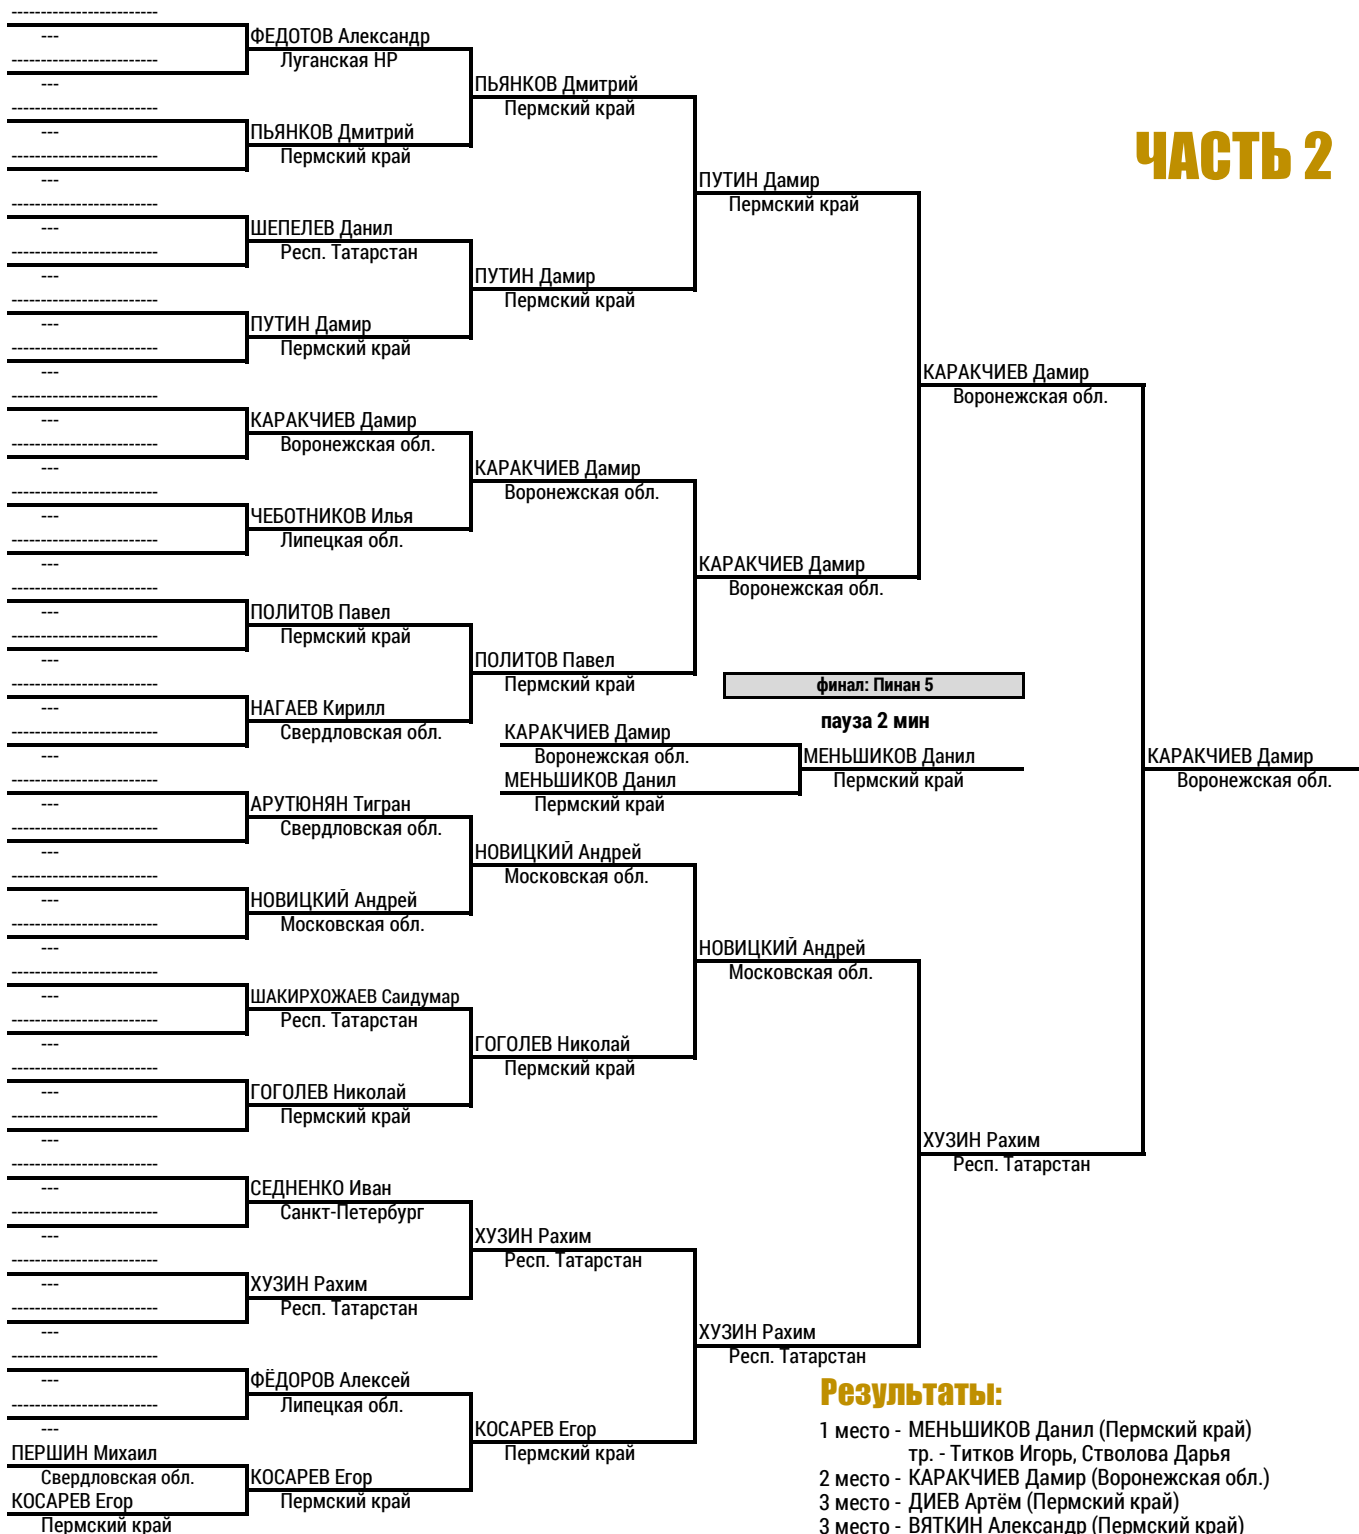 --------------------------
---
ФЕДОТОВ Александр
--------------------------
Луганская НР
---
ПЬЯНКОВ Дмитрий
--------------------------
Пермский край
---
ПЬЯНКОВ Дмитрий
--------------------------
Пермский край
ЧАСТЬ 2
---
ПУТИН Дамир
--------------------------
Пермский край
---
ШЕПЕЛЕВ Данил
--------------------------
Респ. Татарстан
---
ПУТИН Дамир
--------------------------
Пермский край
---
ПУТИН Дамир
--------------------------
Пермский край
---
КАРАКЧИЕВ Дамир
--------------------------
Воронежская обл.
---
КАРАКЧИЕВ Дамир
--------------------------
Воронежская обл.
---
КАРАКЧИЕВ Дамир
--------------------------
Воронежская обл.
---
ЧЕБОТНИКОВ Илья
--------------------------
Липецкая обл.
---
КАРАКЧИЕВ Дамир
--------------------------
Воронежская обл.
---
ПОЛИТОВ Павел
--------------------------
Пермский край
---
ПОЛИТОВ Павел
--------------------------
Пермский край
финал: Пинан 5
---
НАГАЕВ Кирилл
пауза 2 мин
--------------------------
Свердловская обл.
КАРАКЧИЕВ Дамир
---
Воронежская обл.
МЕНЬШИКОВ Данил
КАРАКЧИЕВ Дамир
--------------------------
МЕНЬШИКОВ Данил
Пермский край
Воронежская обл.
---
АРУТЮНЯН Тигран
Пермский край
--------------------------
Свердловская обл.
---
НОВИЦКИЙ Андрей
--------------------------
Московская обл.
---
НОВИЦКИЙ Андрей
--------------------------
Московская обл.
---
НОВИЦКИЙ Андрей
--------------------------
Московская обл.
---
ШАКИРХОЖАЕВ Саидумар
--------------------------
Респ. Татарстан
---
ГОГОЛЕВ Николай
--------------------------
Пермский край
---
ГОГОЛЕВ Николай
--------------------------
Пермский край
---
ХУЗИН Рахим
--------------------------
Респ. Татарстан
---
СЕДНЕНКО Иван
--------------------------
Санкт-Петербург
---
ХУЗИН Рахим
--------------------------
Респ. Татарстан
---
ХУЗИН Рахим
--------------------------
Респ. Татарстан
---
ХУЗИН Рахим
--------------------------
Респ. Татарстан
---
ФЁДОРОВ Алексей
Результаты:
--------------------------
Липецкая обл.
---
КОСАРЕВ Егор
1 место - МЕНЬШИКОВ Данил (Пермский край)
ПЕРШИН Михаил
Пермский край
тр. - Титков Игорь, Стволова Дарья
Свердловская обл.
КОСАРЕВ Егор
2 место - КАРАКЧИЕВ Дамир (Воронежская обл.)
КОСАРЕВ Егор
Пермский край
3 место - ДИЕВ Артём (Пермский край)
Пермский край
3 место - ВЯТКИН Александр (Пермский край)